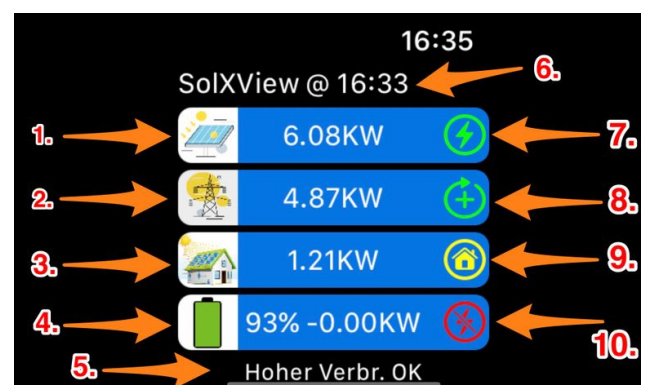 16:35
SolXView @ 16:33
6.
1.
6.08KW
7.
2.
4.87KW
8.
3.
1.21KW
9.
4.
93% -0.00KW
10.
5.
Hoher Verbr. OK